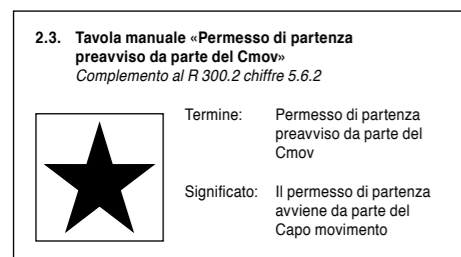 2.3. Tavola manuale «Permesso di partenza
preavviso da parte del Cmov»
Complemento al R 300.2 chiffre 5.6.2
Termine: Permesso di partenza
preavviso da parte del
Cmov
Significato: Il permesso di partenza
avviene da parte del
Capo movimento